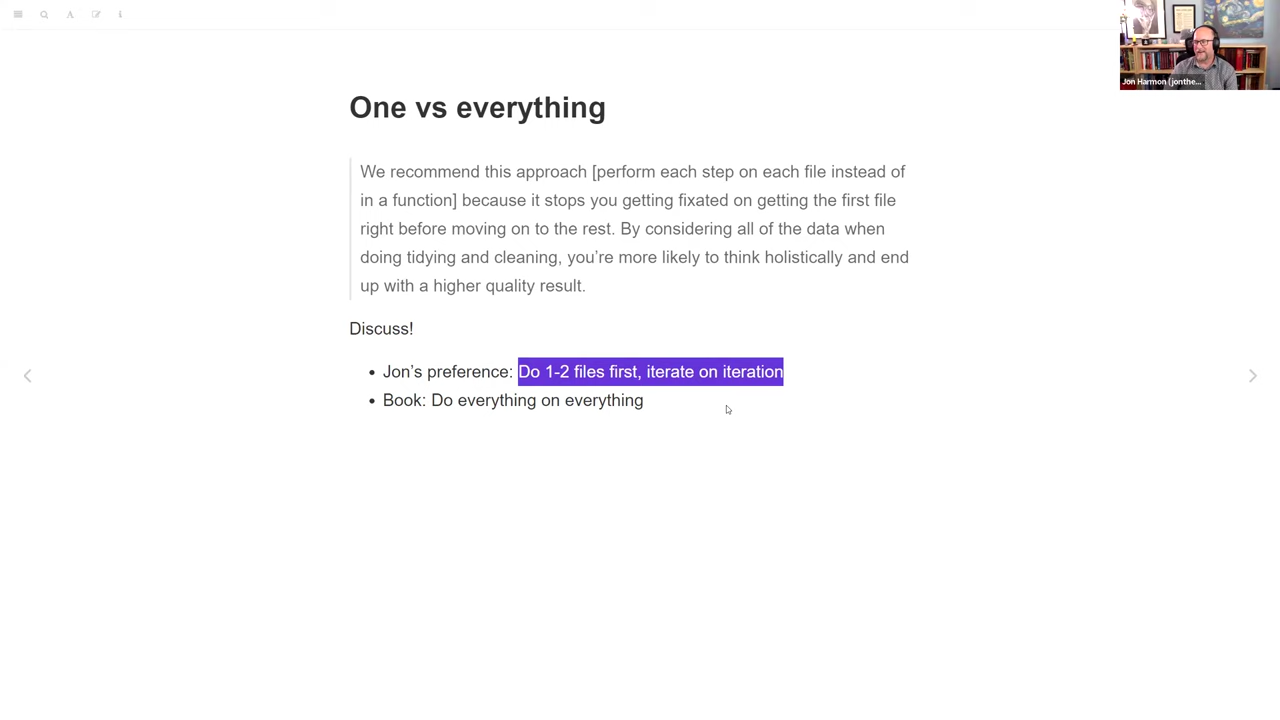 One vs everything
We recommend this approach [perform each step on each file instead of
in a function] because it stops you getting fixated on getting the first file
right before moving on to the rest. By considering all of the data when
doing tidying and cleaning, you’re more likely to think holistically and end
up with a higher quality result.
Discuss!
• Jon’s preference: Do 1-2 files first, iterate on iteration
• Book: Do everything on everything
Jon Harmon (jonthe...